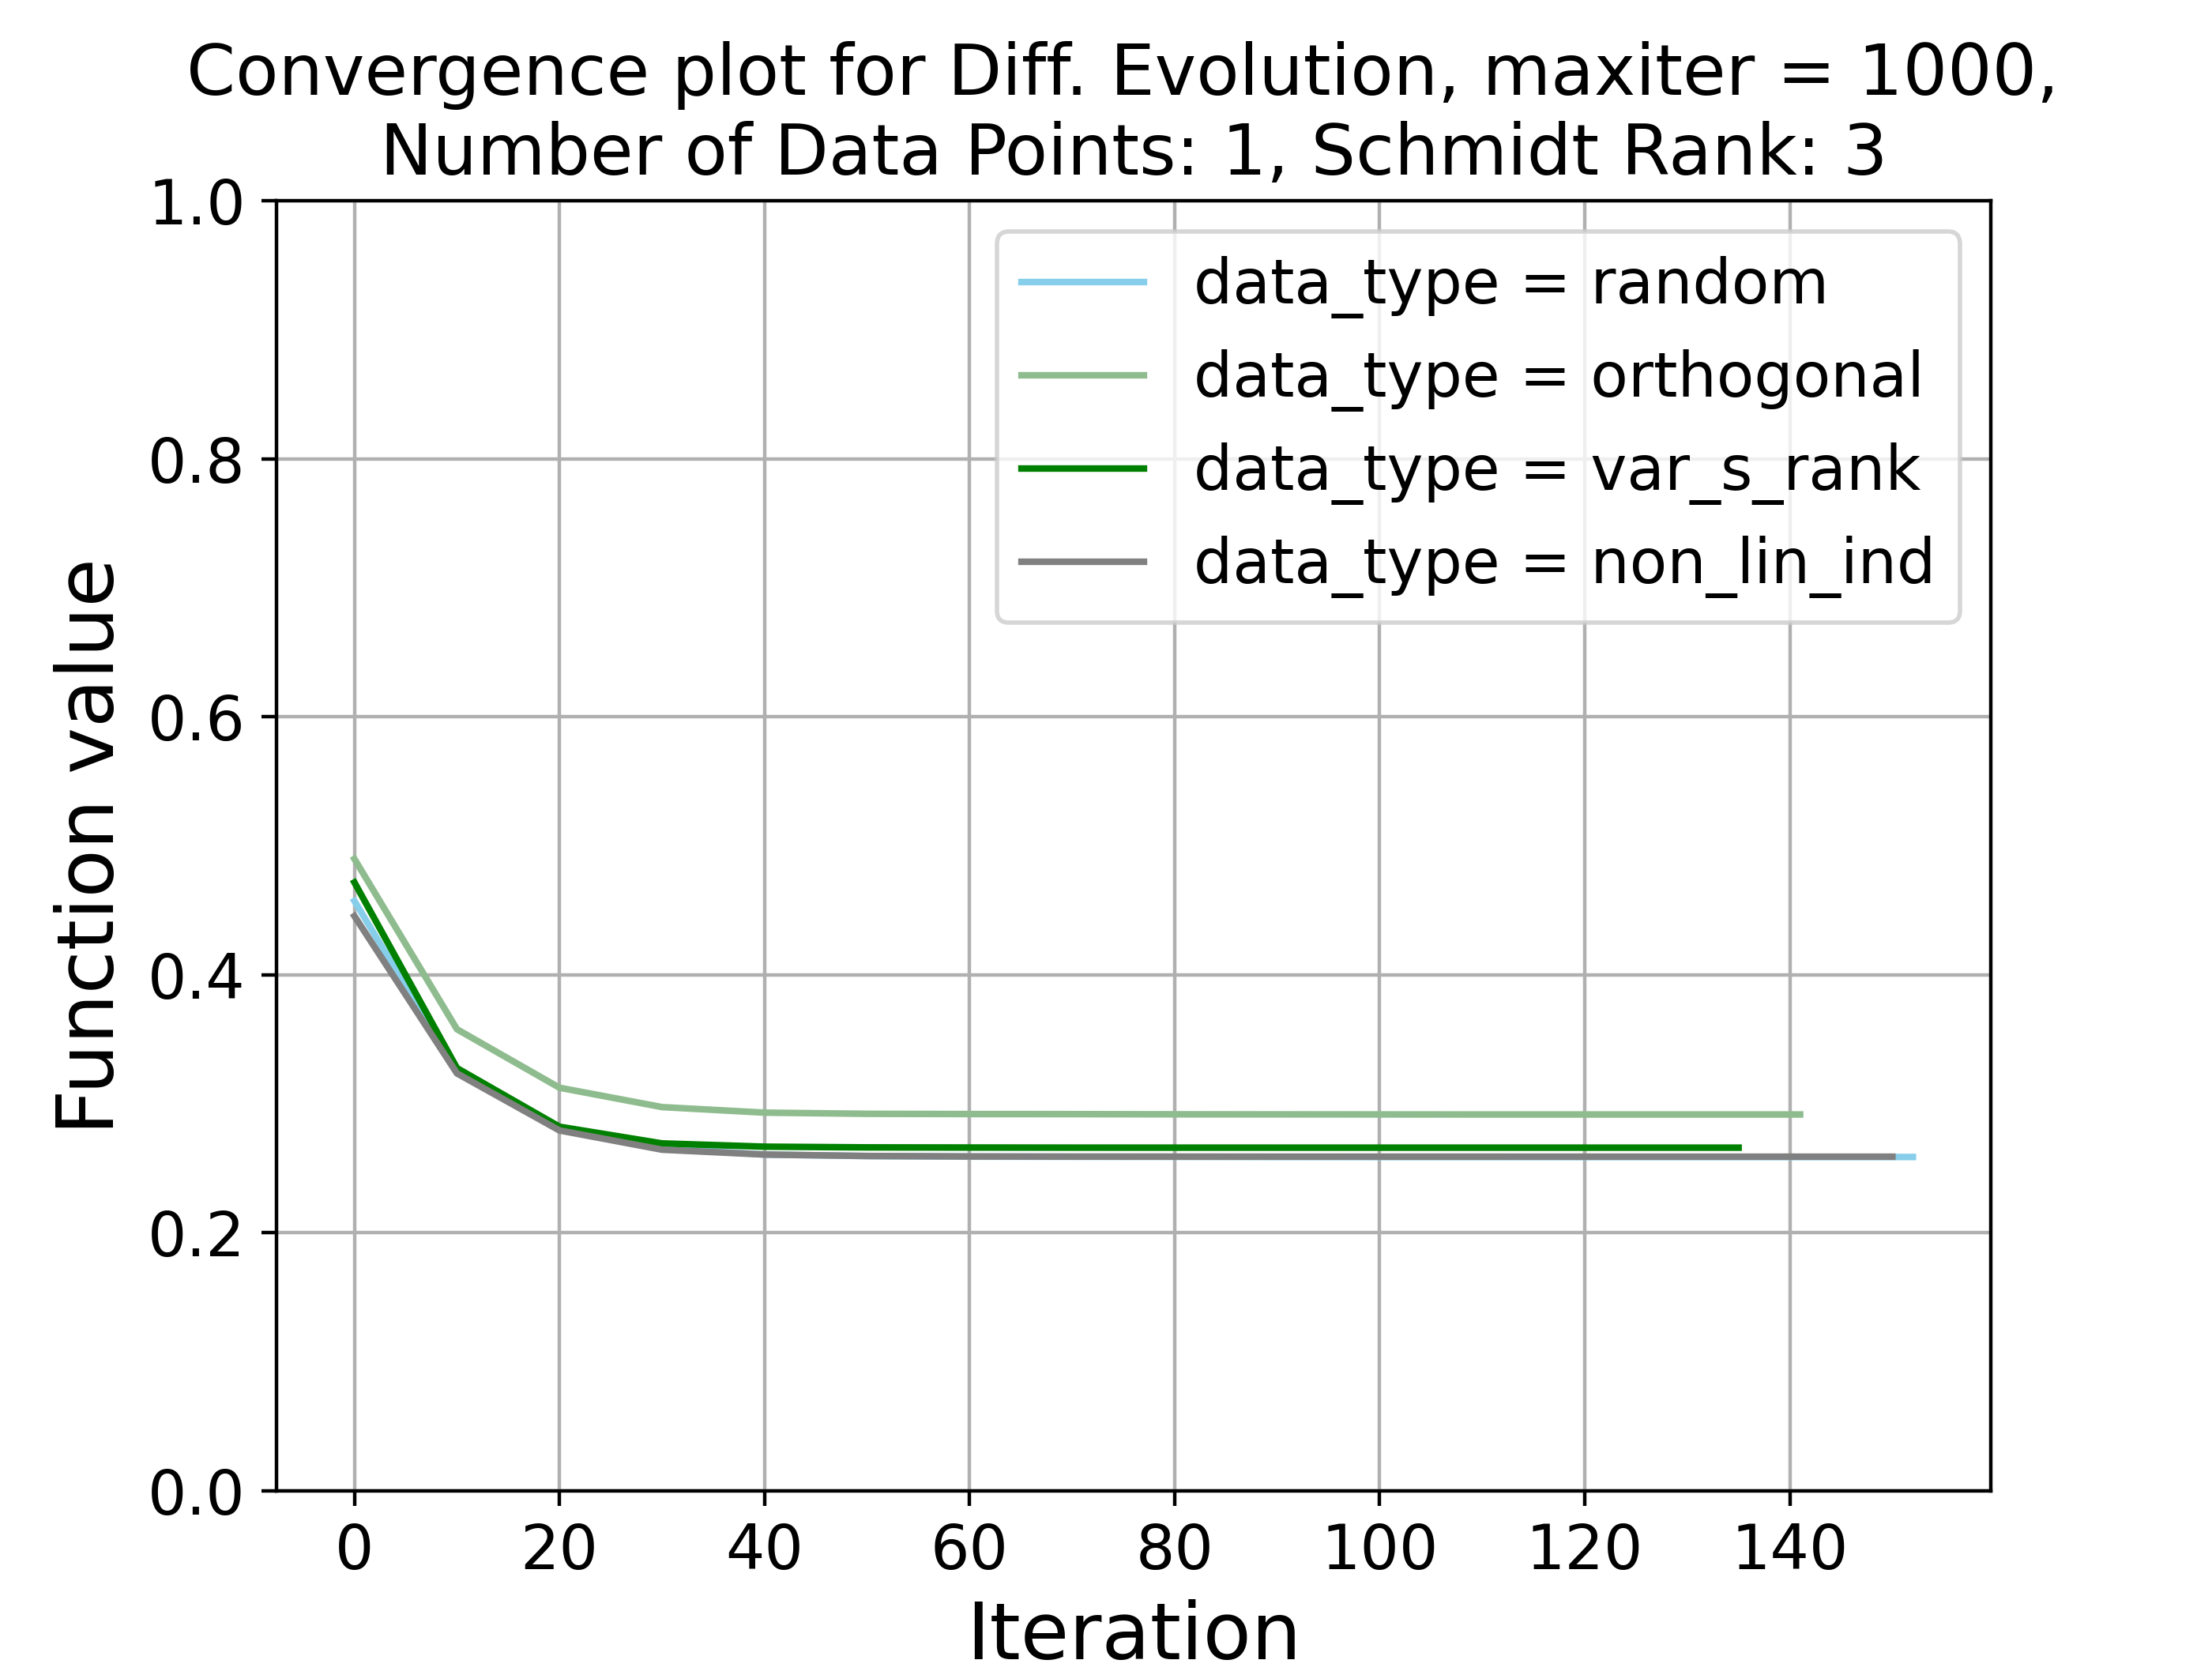 Convergence plot for Diff. Evolution, maxiter = 1000,
Number of Data Points: 1, Schmidt Rank: 3
1.0
0.8
0.6
0.4
0.2
0.0
Function value
data_type = random
data_type = orthogonal
data_type = var_s_rank
data_type = non_lin_ind
0 20 40 60 80 100 120 140
Iteration